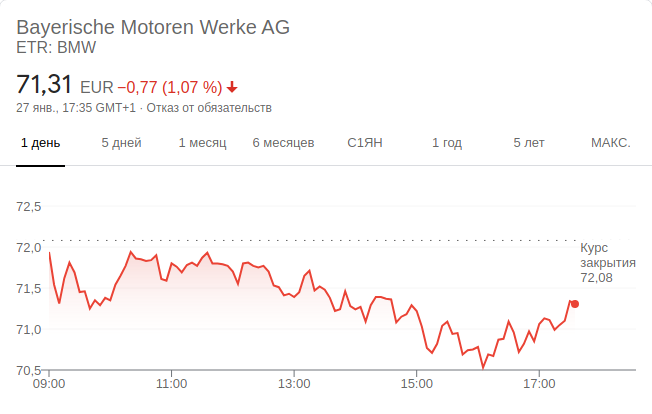 Bayerische Motoren Werke AG
ETR: BMW
71,31 EUR −0,77 (1,07 %)
27 янв., 17:35 GMT+1 · Отказ от обязательств
1 день 5 дней 1 месяц 6 месяцев С1ЯН 1 год 5 лет МАКС.
72,5
72,0
71,5
71,0
70,5
Курс
закрытия
72,08
09:00 11:00 13:00 15:00 17:00